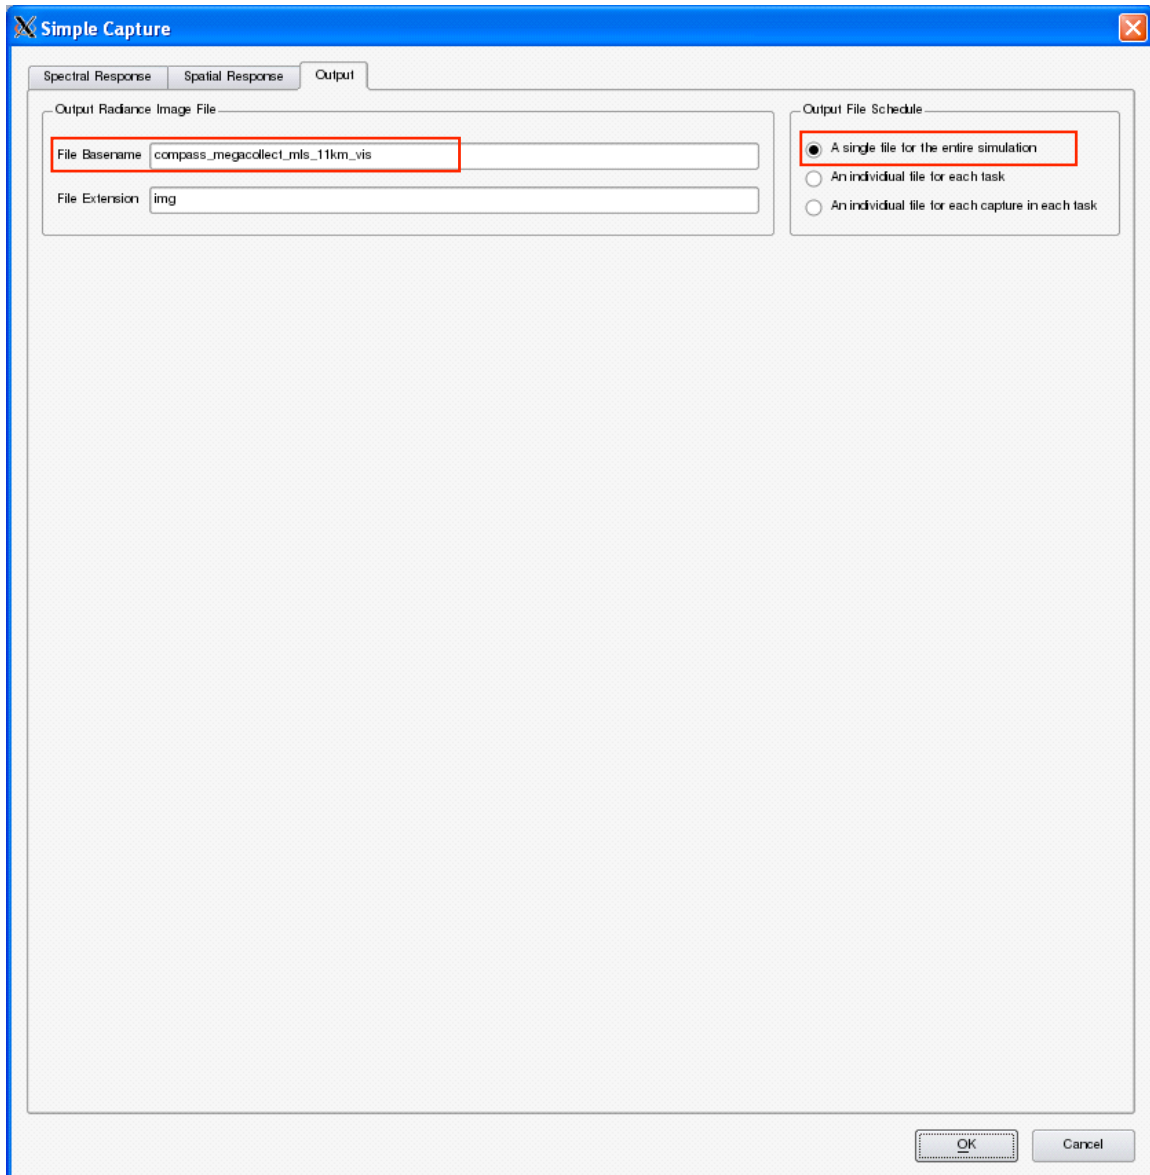 Simple Capture
Spectral Response
Spatial Response
Output
Output Radiance Image File
File Basename compass_megacollect_mls_11km_vis
File Extension img
Output File Schedule
A single file for the entire simulation
An individiual file for each task
An individiual file for each capture in each task
OK
Cancel